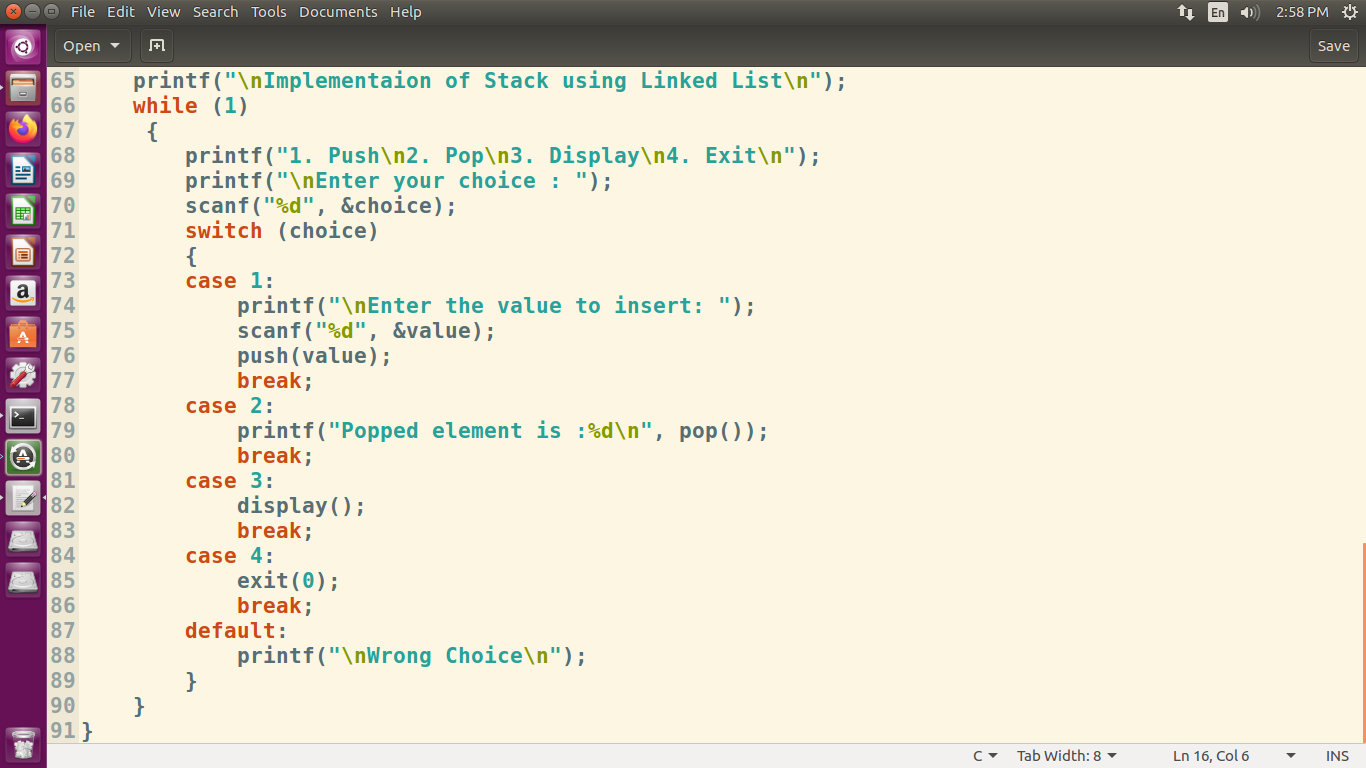 File Edit View Search Tools Documents Help En 2:58 PM
Open Save
65 printf("\nImplementaion of Stack using Linked List\n");
66 while (1)
67 {
68 printf("1. Push\n2. Pop\n3. Display\n4. Exit\n");
69 printf("\nEnter your choice : ");
70 scanf("%d", &choice);
71 switch (choice)
72 {
73 case 1:
74 printf("\nEnter the value to insert: ");
75 scanf("%d", &value);
76 push(value);
77 break;
78 case 2:
79 printf("Popped element is :%d\n", pop());
80 break;
81 case 3:
82 display();
83 break;
84 case 4:
85 exit(0);
86 break;
87 default:
88 printf("\nWrong Choice\n");
89 }
90 }
91 }
C Tab Width: 8 Ln 16, Col 6 INS